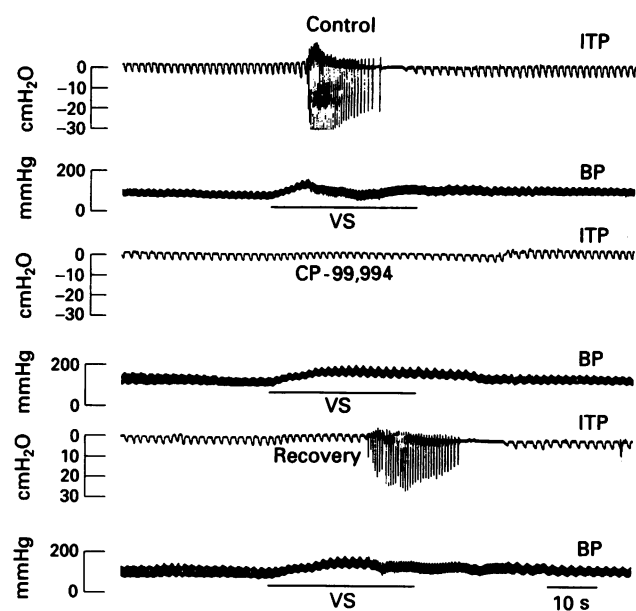 Control
ITP
cmH₂O
0
-10
-20
-30
BP
mmHg
200
0
VS
ITP
cmH₂O
0
-10
-20
-30
CP-99,994
BP
mmHg
200
0
VS
ITP
cmH₂O
0
10
20
30
Recovery
BP
mmHg
200
0
VS
10 s